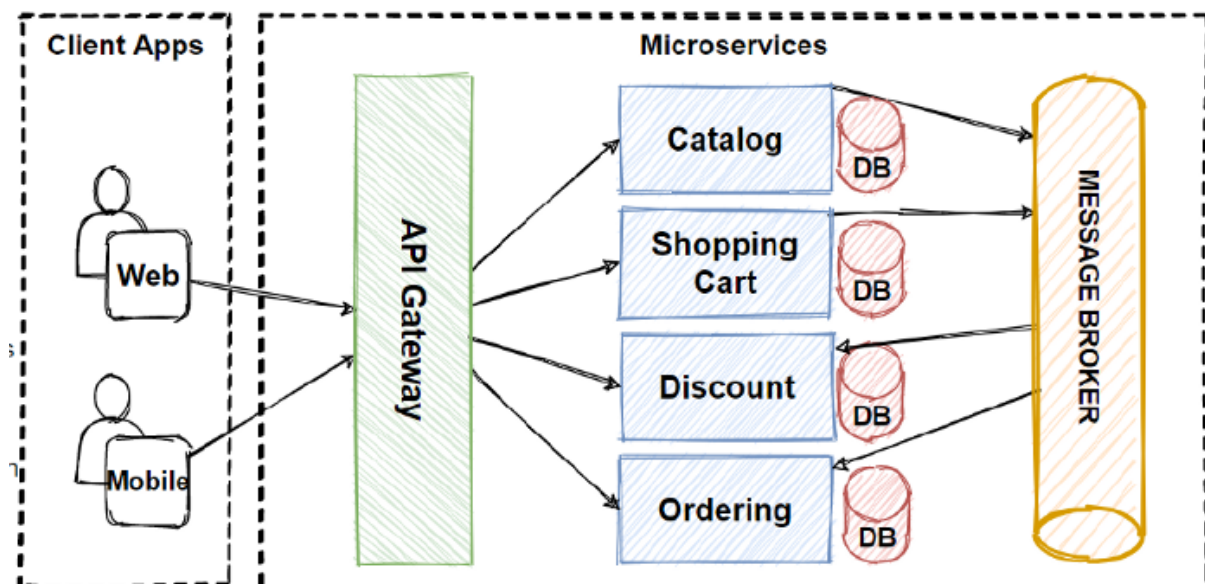 Client Apps
Microservices
Web
Mobile
API Gateway
Catalog
DB
Shopping
Cart
DB
Discount
DB
Ordering
DB
MESSAGE BROKER